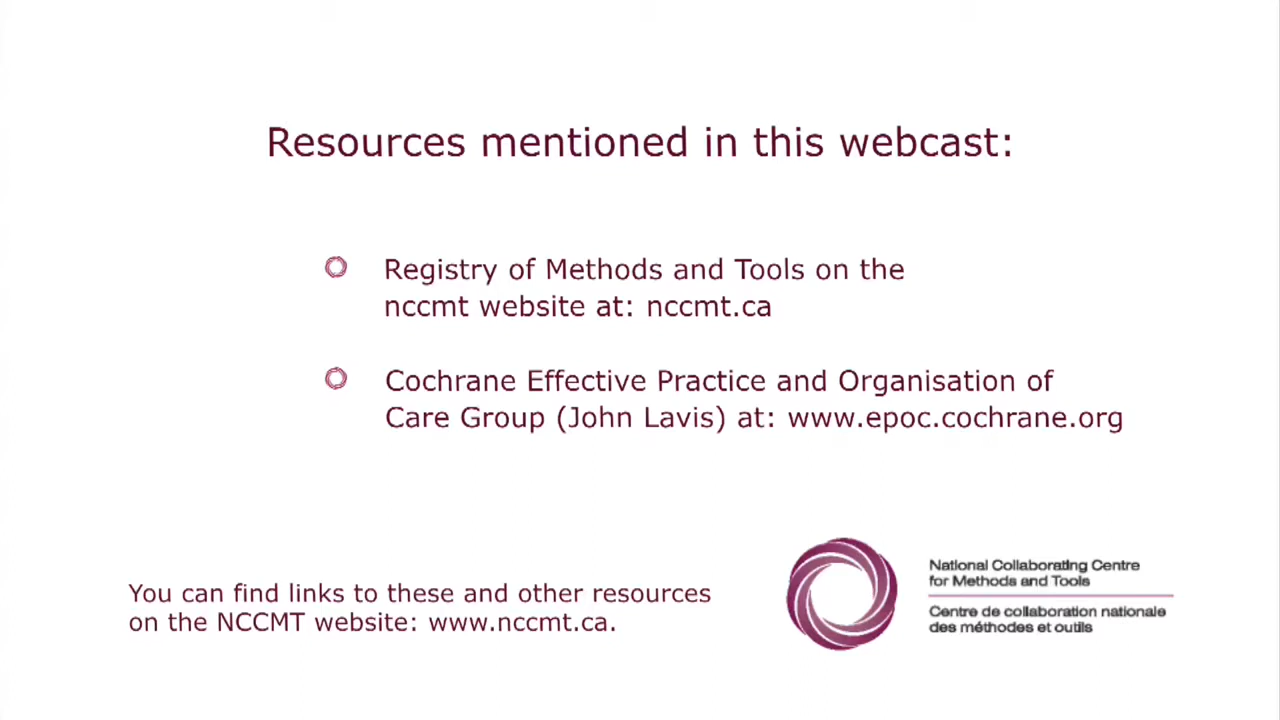 Resources mentioned in this webcast:
Registry of Methods and Tools on the
nccmt website at: nccmt.ca
Cochrane Effective Practice and Organisation of
Care Group (John Lavis) at: www.epoc.cochrane.org
You can find links to these and other resources
on the NCCMT website: www.nccmt.ca.
National Collaborating Centre
for Methods and Tools
Centre de collaboration nationale
des méthodes et outils